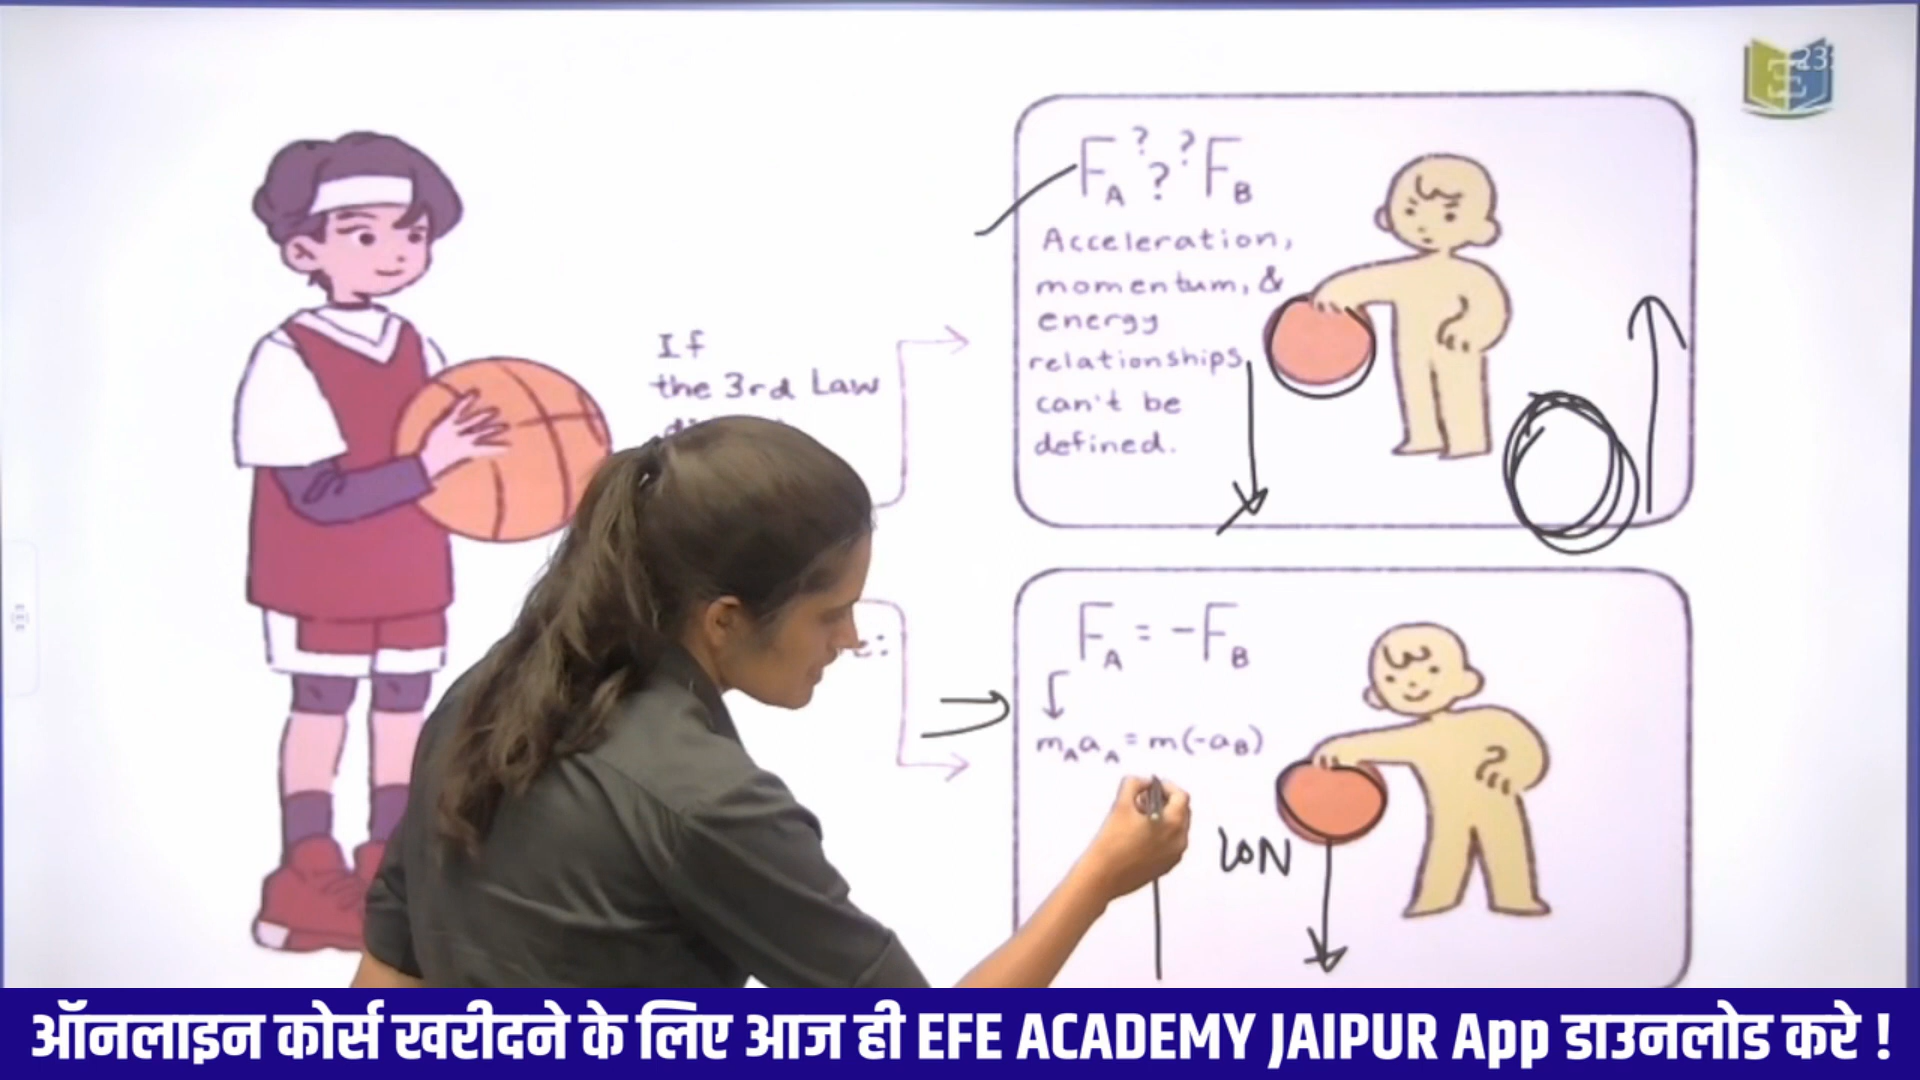 F_A ? ? ? F_B
Acceleration,
momentum, &
energy
relationships
can't be
defined.
If
the 3rd Law
F_A = -F_B
m_A a_A = m(-a_B)
10N
ऑनलाइन कोर्स खरीदने के लिए आज ही EFE ACADEMY JAIPUR App डाउनलोड करे !